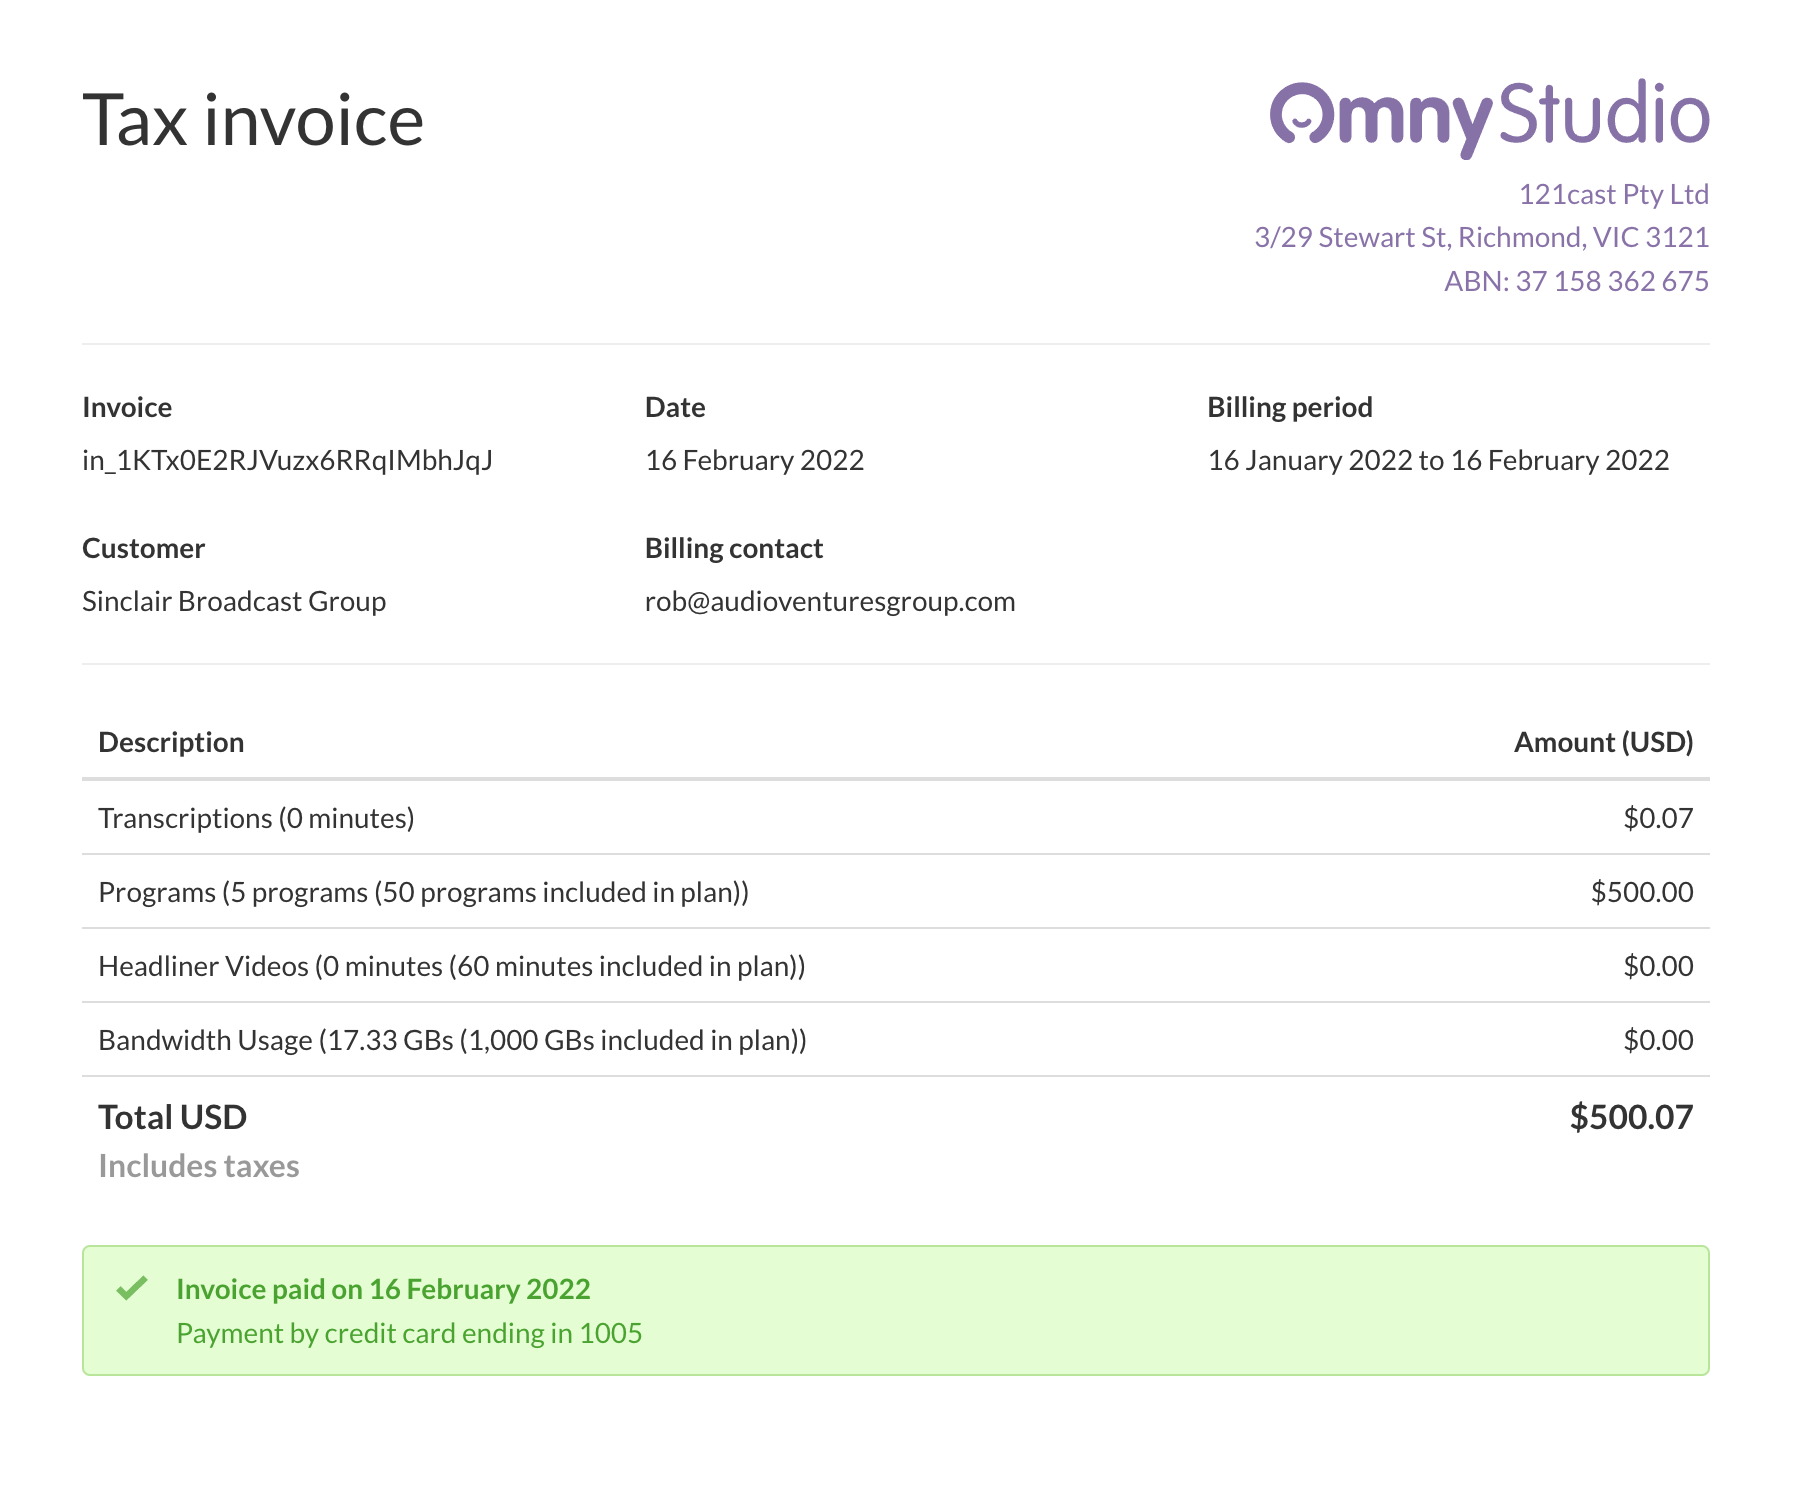 Tax invoice
OmnyStudio
121cast Pty Ltd
3/29 Stewart St, Richmond, VIC 3121
ABN: 37 158 362 675
Invoice Date Billing period
in_1KTx0E2RJVuzx6RRqIMbhJqJ 16 February 2022 16 January 2022 to 16 February 2022
Customer Billing contact
Sinclair Broadcast Group rob@audioventuresgroup.com
Description Amount (USD)
Transcriptions (0 minutes) $0.07
Programs (5 programs (50 programs included in plan)) $500.00
Headliner Videos (0 minutes (60 minutes included in plan)) $0.00
Bandwidth Usage (17.33 GBs (1,000 GBs included in plan)) $0.00
Total USD $500.07
Includes taxes
Invoice paid on 16 February 2022
Payment by credit card ending in 1005